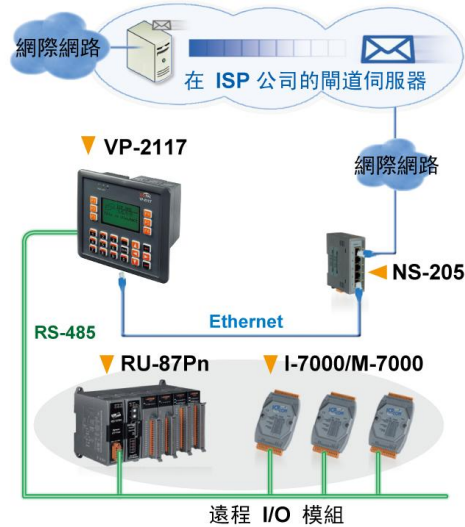 網際網路
在 ISP 公司的閘道伺服器
VP-2117
網際網路
NS-205
Ethernet
RS-485
RU-87Pn
I-7000/M-7000
遠程 I/O 模組